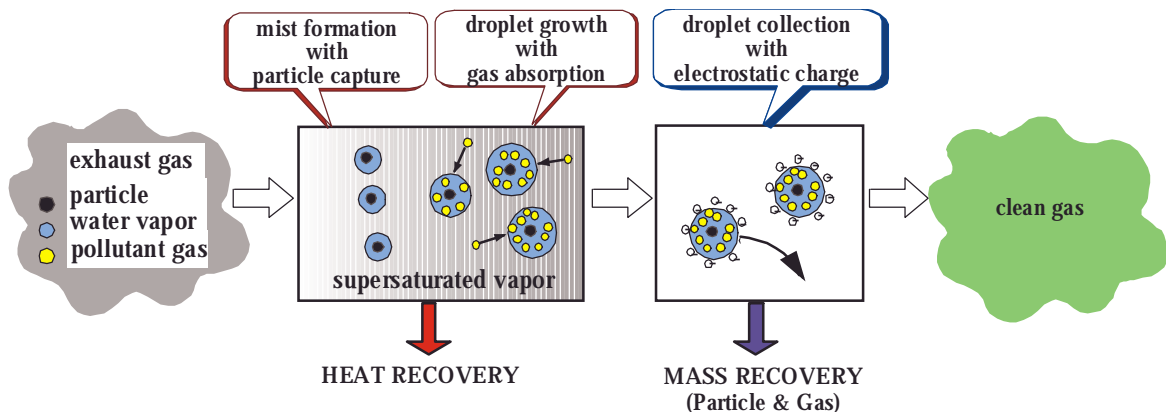 mist formation
with
particle capture
droplet growth
with
gas absorption
droplet collection
with
electrostatic charge
exhaust gas
particle
water vapor
pollutant gas
supersaturated vapor
clean gas
HEAT RECOVERY
MASS RECOVERY
(Particle & Gas)